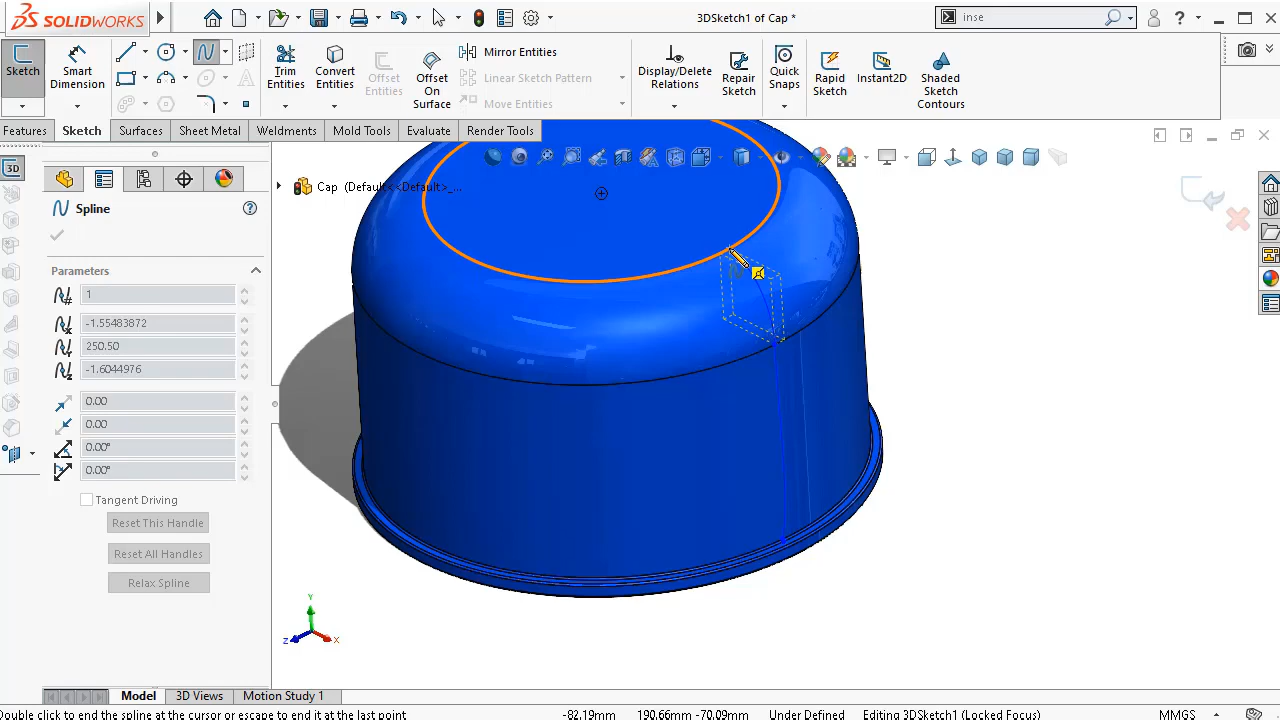 SOLIDWORKS
3DSketch1 of Cap *
inse
?
Sketch
Smart Dimension
Trim Entities
Convert Entities
Offset Entities
Offset On Surface
Mirror Entities
Linear Sketch Pattern
Move Entities
Display/Delete Relations
Repair Sketch
Quick Snaps
Rapid Sketch
Instant2D
Shaded Sketch Contours
Features
Sketch
Surfaces
Sheet Metal
Weldments
Mold Tools
Evaluate
Render Tools
3D
Cap (Default<<Default>_...
Spline
?
Parameters
1
-1.55483872
250.50
-1.6044976
0.00
0.00
0.00°
0.00°
Tangent Driving
Reset This Handle
Reset All Handles
Relax Spline
Y
Z
X
Model
3D Views
Motion Study 1
Double click to end the spline at the cursor or escape to end it at the last point
-82.19mm
190.66mm -70.09mm
Under Defined
Editing 3DSketch1 (Locked Focus)
MMGS